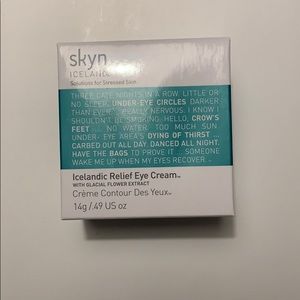 skyn
ICELAND
Solutions for Stressed Skin
THREE LATE NIGHTS IN A ROW. LITTLE OR
NO SLEEP. UNDER-EYE CIRCLES DARKER
THAN EVER. REALLY NERVOUS. I KNOW I
SHOULDN'T BE SMOKING. HELLO, CROW'S
FEET ... NO WATER. TOO MUCH SUN.
UNDER-EYE AREA'S DYING OF THIRST ...
CARBED OUT ALL DAY. DANCED ALL NIGHT.
HAVE THE BAGS TO PROVE IT ... SOMEONE
WAKE ME UP WHEN MY EYES RECOVER.
Icelandic Relief Eye Cream™
WITH GLACIAL FLOWER EXTRACT
Crème Contour Des Yeux™
14g/.49 US oz